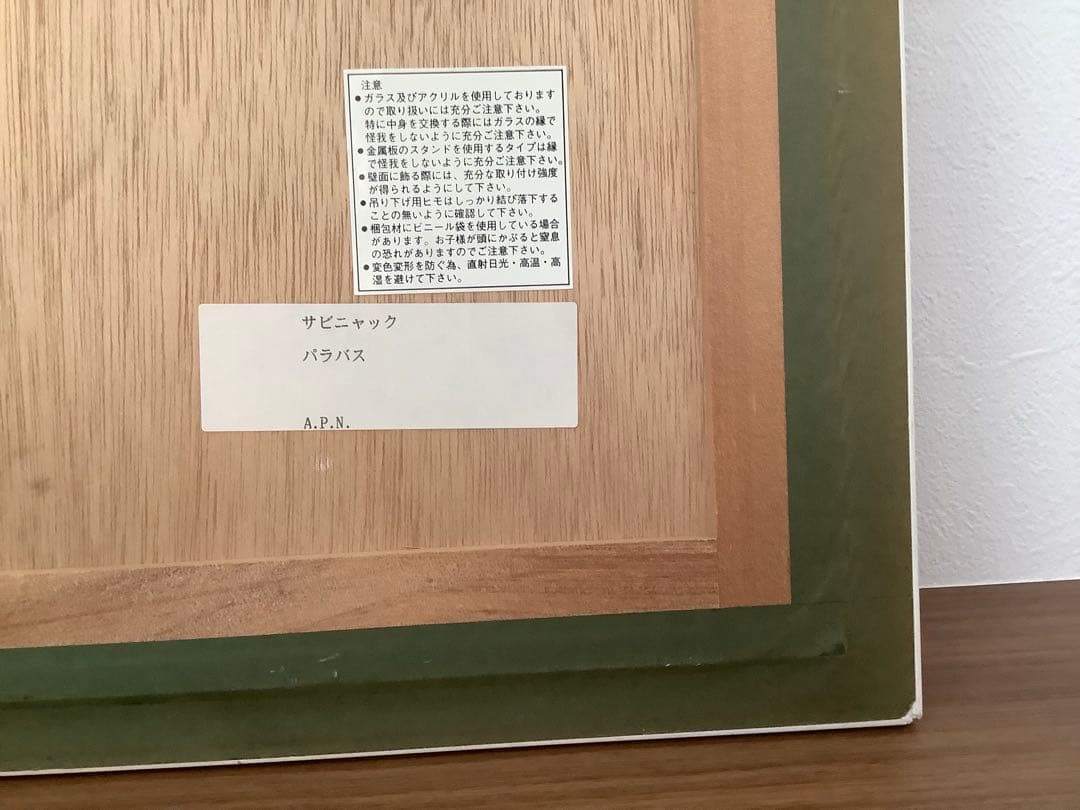 注意
●ガラス及びアクリルを使用しております
ので取り扱いには充分ご注意下さい。
特に中身を交換する際にはガラスの縁で
怪我をしないように充分ご注意下さい。
●金属板のスタンドを使用するタイプは縁
で怪我をしないように充分ご注意下さい。
●壁面に飾る際には、充分な取り付け強度
が得られるようにして下さい。
●吊り下げ用ヒモはしっかり結び落下する
ことの無いように確認して下さい。
●梱包材にビニール袋を使用している場合
があります。お子様が頭にかぶると窒息
の恐れがありますのでご注意下さい。
●変色変形を防ぐ為、直射日光・高温・高
湿を避けて下さい。
サビニャック
パラバス
A.P.N.